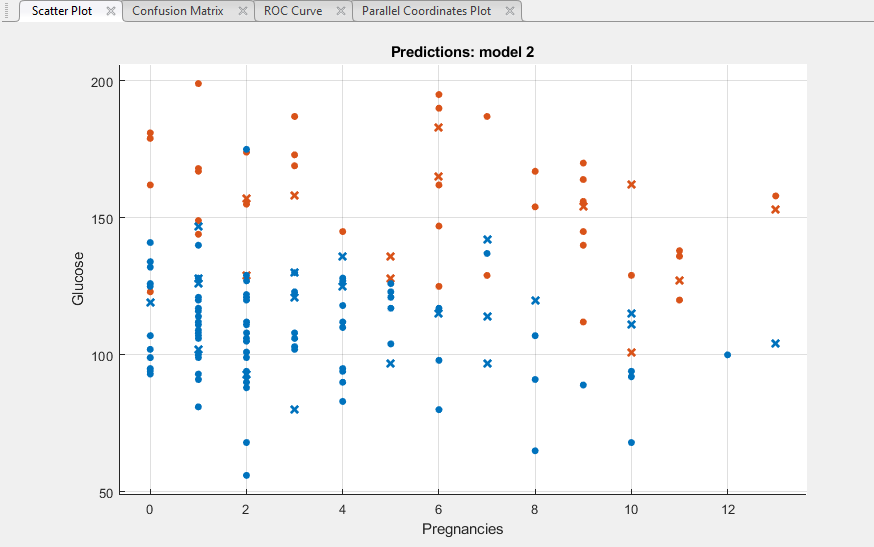 Scatter Plot Confusion Matrix ROC Curve Parallel Coordinates Plot
Predictions: model 2
200
150
100
50
Glucose
0 2 4 6 8 10 12
Pregnancies